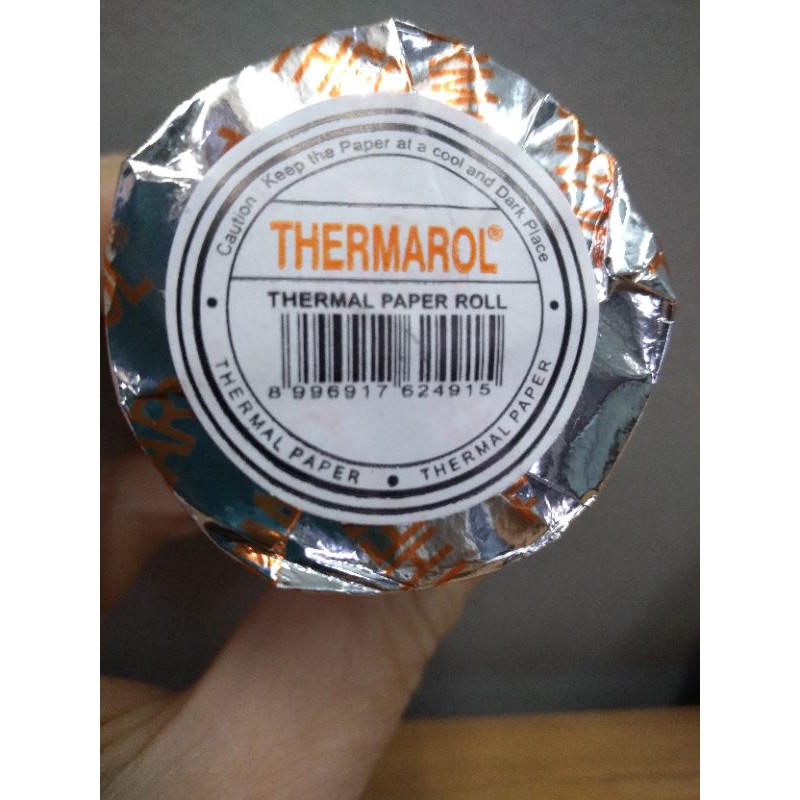 Caution : Keep the Paper at a cool and Dark Place
THERMAROL®
THERMAL PAPER ROLL
8 996917 624915
THERMAL PAPER • THERMAL PAPER